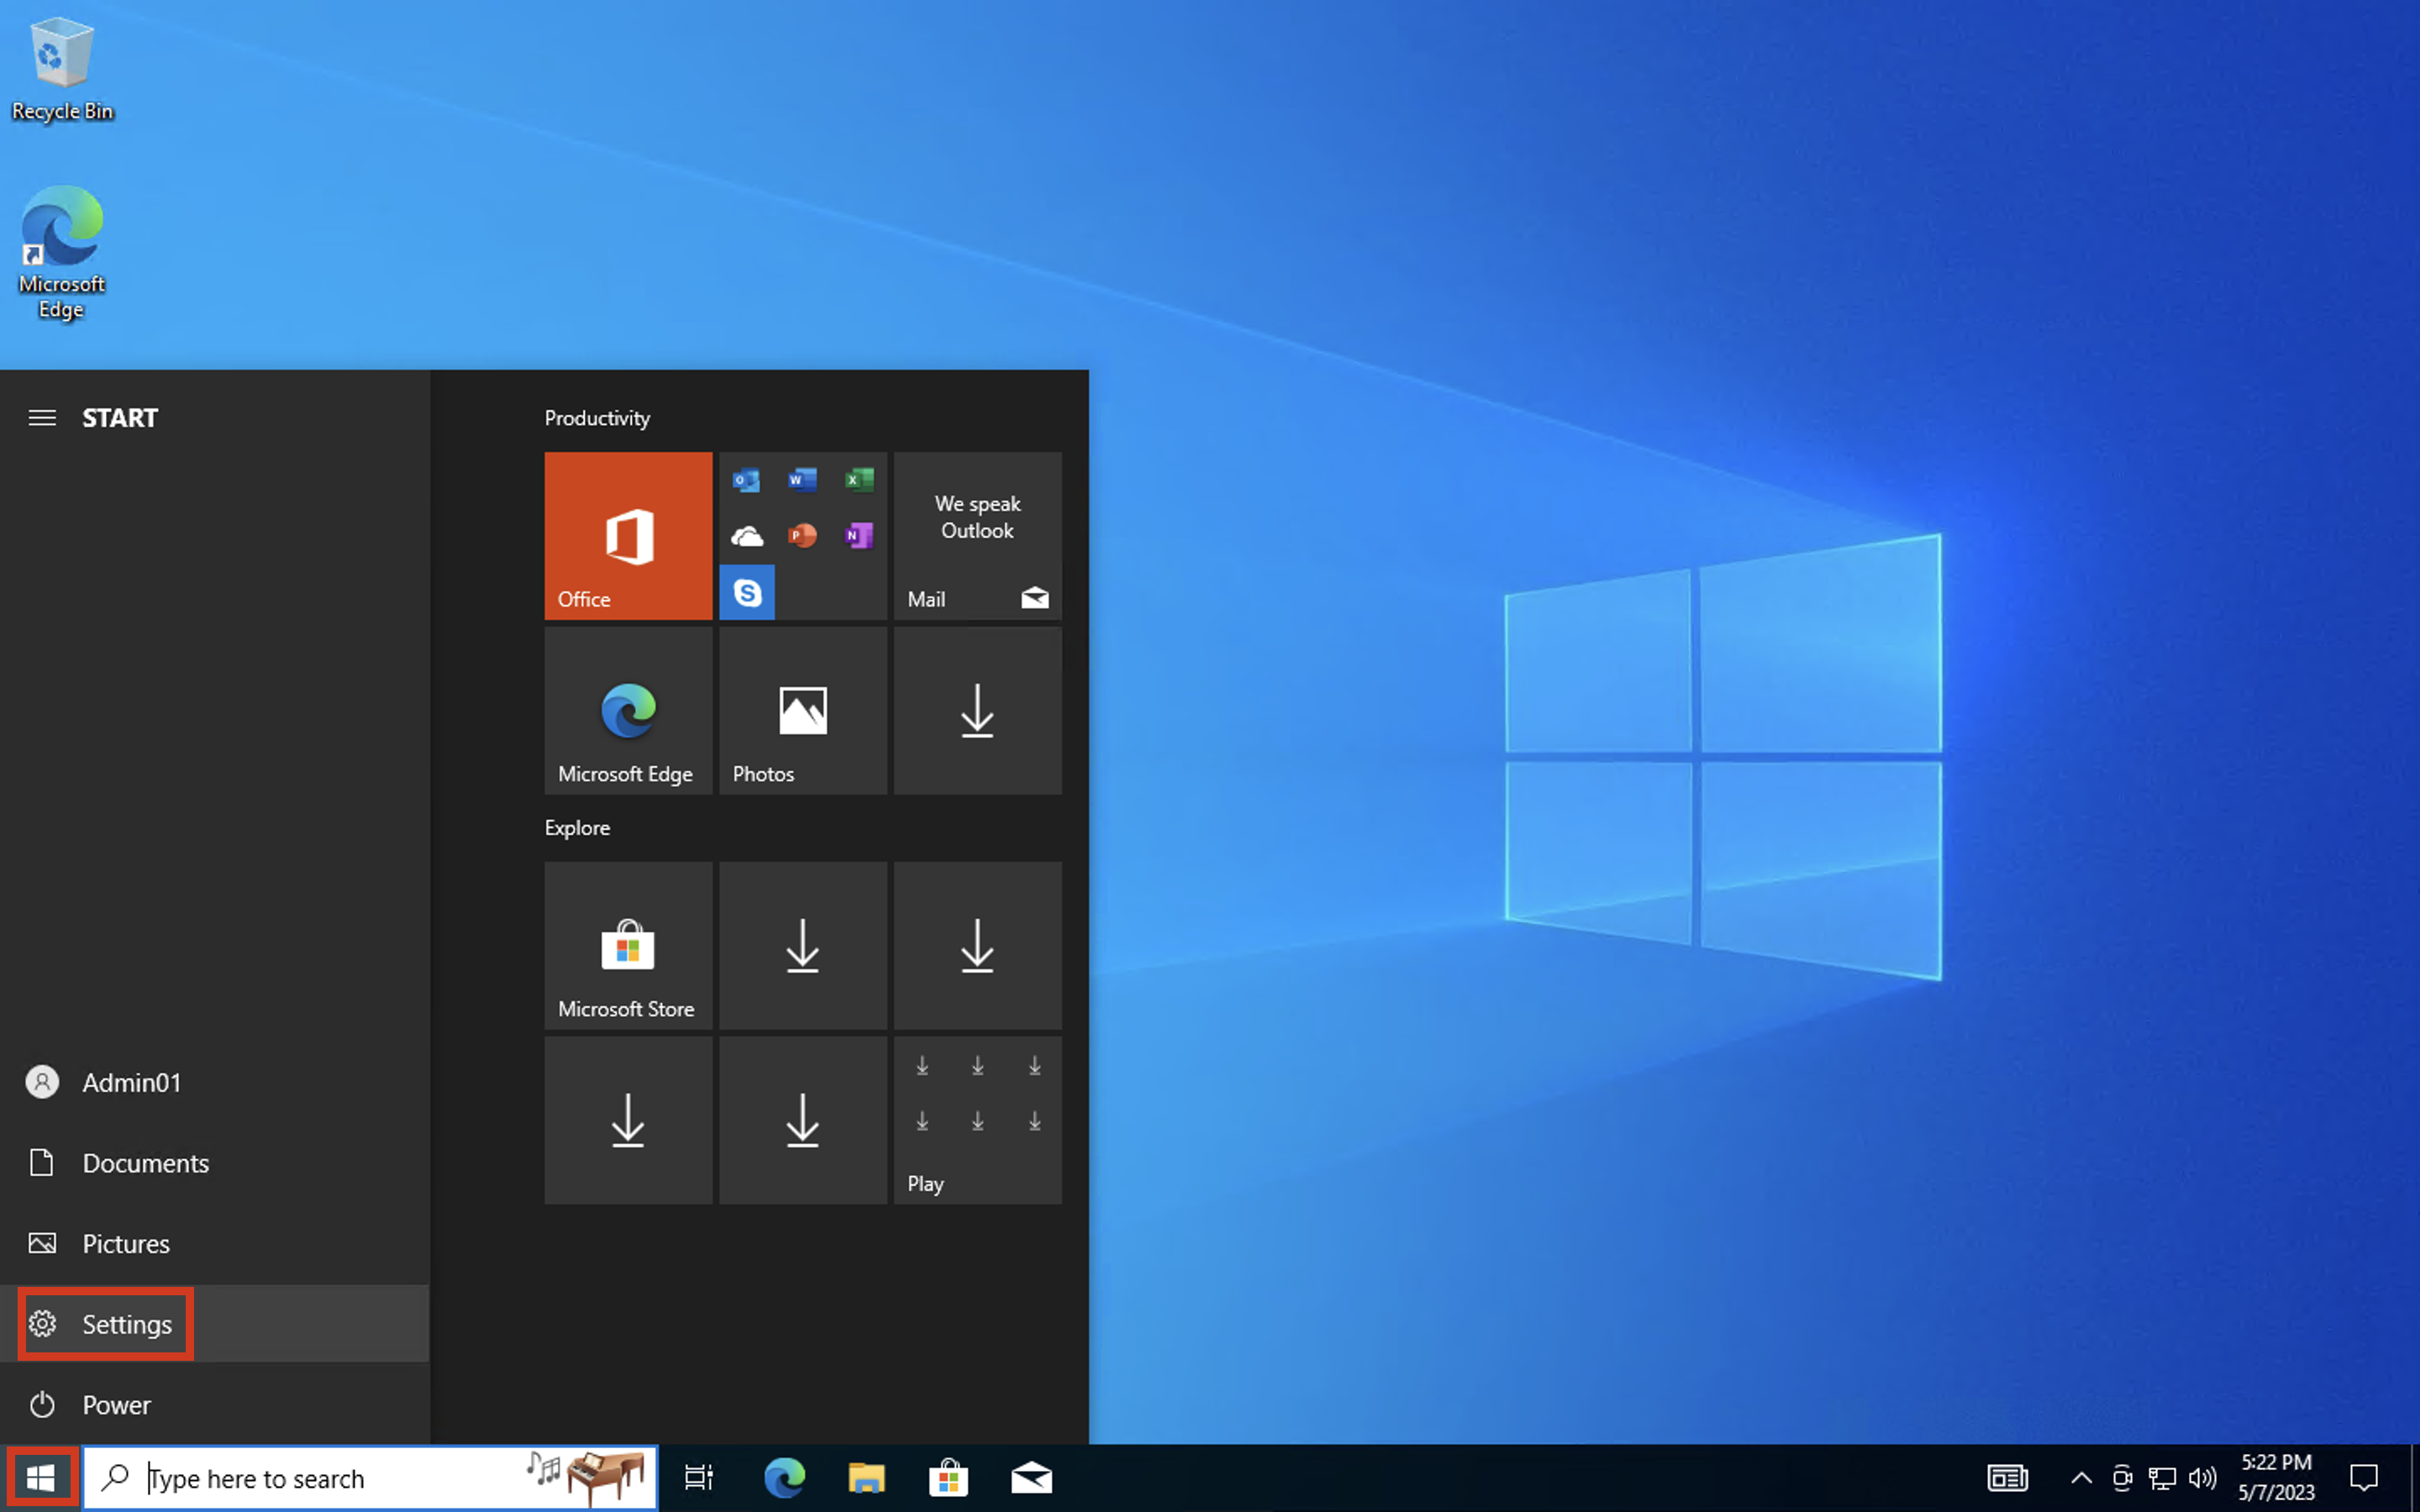 Recycle Bin
Microsoft
Edge
START
Productivity
We speak
Outlook
Office
Mail
Microsoft Edge
Photos
Explore
Microsoft Store
Play
Admin01
Documents
Pictures
Settings
Power
Type here to search
5:22 PM
5/7/2023